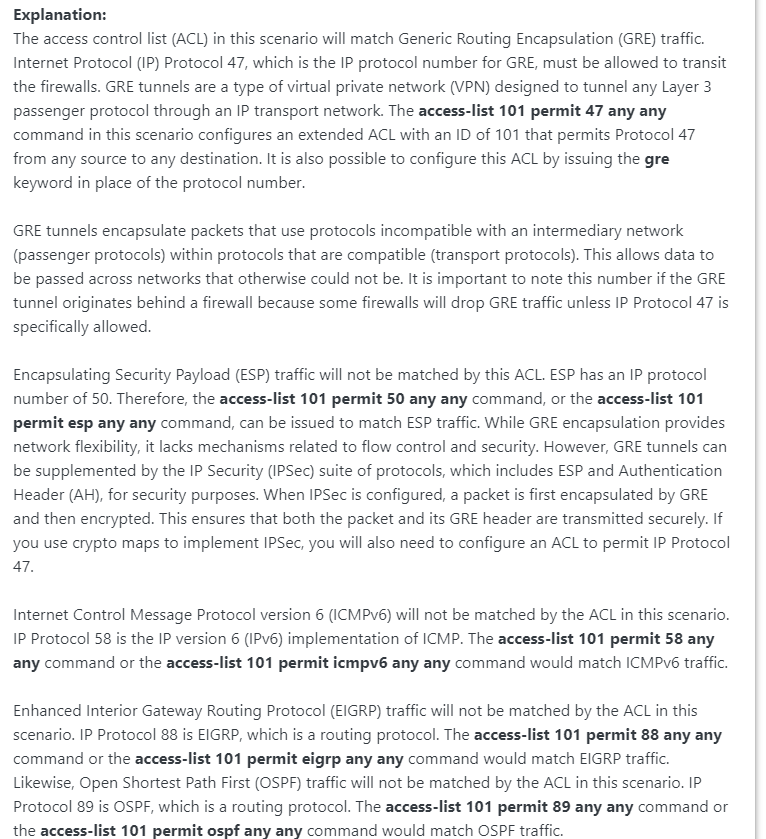 Explanation:
The access control list (ACL) in this scenario will match Generic Routing Encapsulation (GRE) traffic.
Internet Protocol (IP) Protocol 47, which is the IP protocol number for GRE, must be allowed to transit
the firewalls. GRE tunnels are a type of virtual private network (VPN) designed to tunnel any Layer 3
passenger protocol through an IP transport network. The access-list 101 permit 47 any any
command in this scenario configures an extended ACL with an ID of 101 that permits Protocol 47
from any source to any destination. It is also possible to configure this ACL by issuing the gre
keyword in place of the protocol number.
GRE tunnels encapsulate packets that use protocols incompatible with an intermediary network
(passenger protocols) within protocols that are compatible (transport protocols). This allows data to
be passed across networks that otherwise could not be. It is important to note this number if the GRE
tunnel originates behind a firewall because some firewalls will drop GRE traffic unless IP Protocol 47 is
specifically allowed.
Encapsulating Security Payload (ESP) traffic will not be matched by this ACL. ESP has an IP protocol
number of 50. Therefore, the access-list 101 permit 50 any any command, or the access-list 101
permit esp any any command, can be issued to match ESP traffic. While GRE encapsulation provides
network flexibility, it lacks mechanisms related to flow control and security. However, GRE tunnels can
be supplemented by the IP Security (IPSec) suite of protocols, which includes ESP and Authentication
Header (AH), for security purposes. When IPSec is configured, a packet is first encapsulated by GRE
and then encrypted. This ensures that both the packet and its GRE header are transmitted securely. If
you use crypto maps to implement IPSec, you will also need to configure an ACL to permit IP Protocol
47.
Internet Control Message Protocol version 6 (ICMPv6) will not be matched by the ACL in this scenario.
IP Protocol 58 is the IP version 6 (IPv6) implementation of ICMP. The access-list 101 permit 58 any
any command or the access-list 101 permit icmpv6 any any command would match ICMPv6 traffic.
Enhanced Interior Gateway Routing Protocol (EIGRP) traffic will not be matched by the ACL in this
scenario. IP Protocol 88 is EIGRP, which is a routing protocol. The access-list 101 permit 88 any any
command or the access-list 101 permit eigrp any any command would match EIGRP traffic.
Likewise, Open Shortest Path First (OSPF) traffic will not be matched by the ACL in this scenario. IP
Protocol 89 is OSPF, which is a routing protocol. The access-list 101 permit 89 any any command or
the access-list 101 permit ospf any any command would match OSPF traffic.